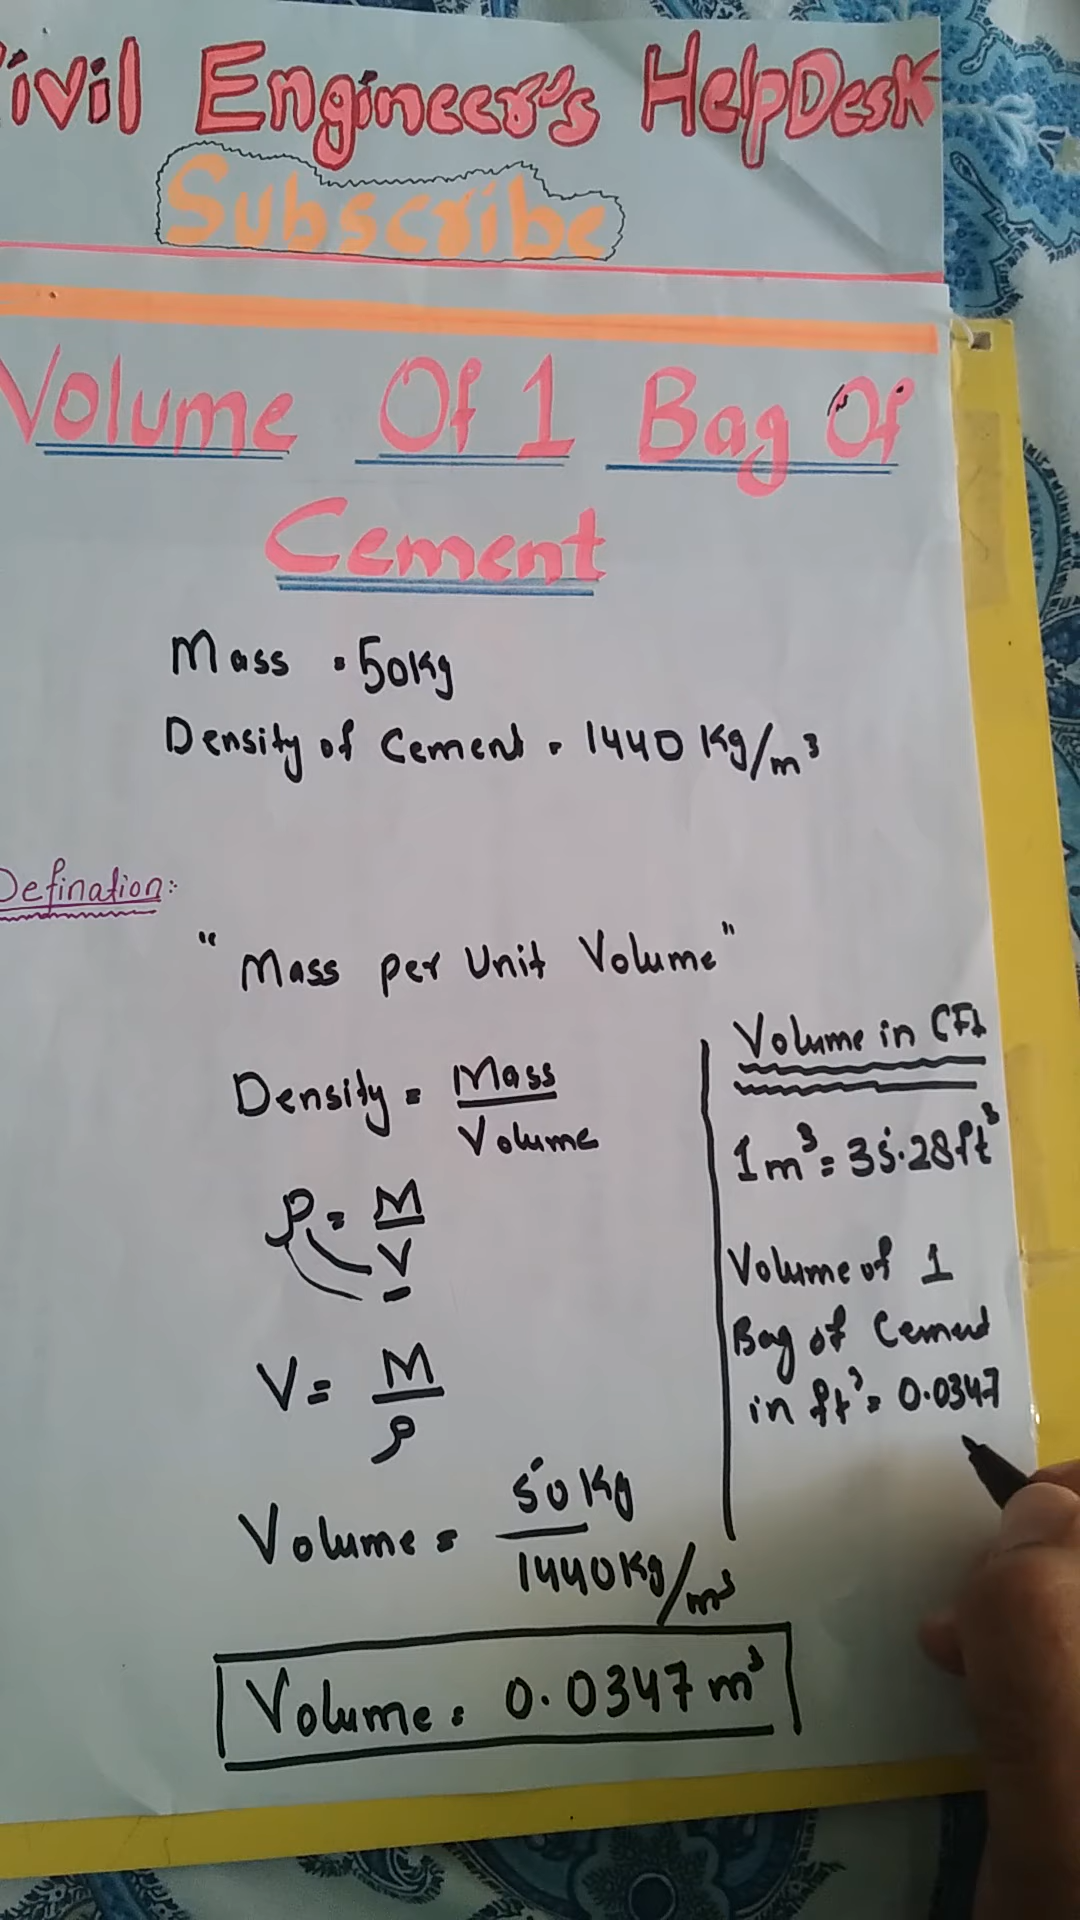 ivil Engineer's HelpDesk
Subscribe
Volume Of 1 Bag Of
Cement
Mass = 50Kg
Density of Cement = 1440 Kg/m³
Defination:
"Mass per Unit Volume"
Density = Mass
Volume
ρ = M
V
V = M
ρ
Volume = 50Kg
1440Kg/m³
Volume = 0.0347 m³
Volume in CFt
1m³ = 35.28ft³
Volume of 1
Bag of Cement
in ft³ = 0.0347